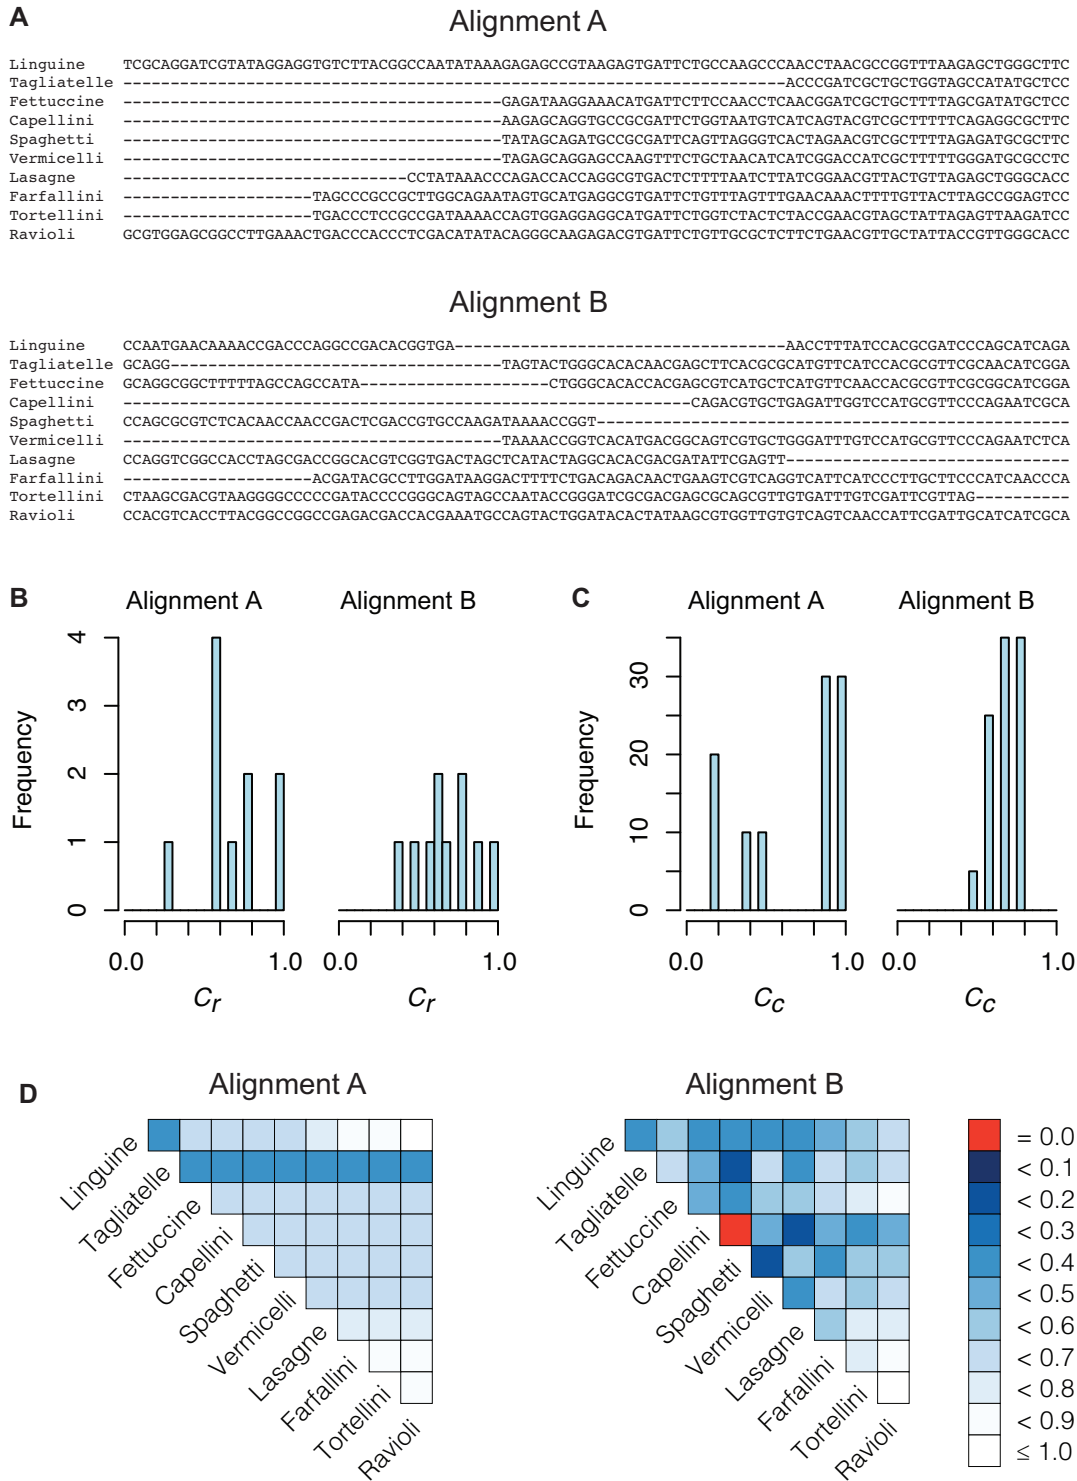 A
Alignment A
Linguine TCGCAGGATCGTATAGGAGGTGTCTTACGGCCAATATAAAGAGAGCCGTAAGAGTGATTCTGCCAAGCCCAACCTAACGCCGGTTTAAGAGCTGGGCTTC
Tagliatelle ----------------------------------------------------------------------ACCCGATCGCTGCTGGTAGCCATATGCTCC
Fettuccine ----------------------------------------GAGATAAGGAAACATGATTCTTCCAACCTCAACGGATCGCTGCTTTTAGCGATATGCTCC
Capellini ----------------------------------------AAGAGCAGGTGCCGCGATTCTGGTAATGTCATCAGTACGTCGCTTTTTCAGAGGCGCTTC
Spaghetti ----------------------------------------TATAGCAGATGCCGCGATTCAGTTAGGGTCACTAGAACGTCGCTTTTAGAGATGCGCTTC
Vermicelli ----------------------------------------TAGAGCAGGAGCCAAGTTTCTGCTAACATCATCGGACCATCGCTTTTTGGGATGCGCCTC
Lasagne ------------------------------CCTATAAACCCAGACCACCAGGCGTGACTCTTTTAATCTTATCGGAACGTTACTGTTAGAGCTGGGCACC
Farfallini --------------------TAGCCCGCCGCTTGGCAGAATAGTGCATGAGGCGTGATTCTGTTTAGTTTGAACAAACTTTTGTTACTTAGCCGGAGTCC
Tortellini --------------------TGACCCTCCGCCGATAAAACCAGTGGAGGAGGCATGATTCTGGTCTACTCTACCGAACGTAGCTATTAGAGTTAAGATCC
Ravioli GCGTGGAGCGGCCTTGAAACTGACCCACCCTCGACATATACAGGGCAAGAGACGTGATTCTGTTGCGCTCTTCTGAACGTTGCTATTACCGTTGGGCACC
Alignment B
Linguine CCAATGAACAAAACCGACCCAGGCCGACACGGTGA-----------------------------------AACCTTTATCCACGCGATCCCAGCATCAGA
Tagliatelle GCAGG-----------------------------------TAGTACTGGGCACACAACGAGCTTCACGCGCATGTTCATCCACGCGTTCGCAACATCGGA
Fettuccine GCAGGCGGCTTTTTAGCCAGCCATA--------------------CTGGGCACCACGAGCGTCATGCTCATGTTCAACCACGCGTTCGCGGCATCGGA
Capellini ------------------------------------------------------------CAGACGTGCTGAGATTGGTCCATGCGTTCCCAGAATCGCA
Spaghetti CCAGCGCGTCTCACAACCAACCGACTCGACCGTGCCAAGATAAAACCGGT--------------------------------------------------
Vermicelli ----------------------------------------TAAAACCGGTCACATGACGGCAGTCGTGCTGGGATTTGTCCATGCGTTCCCAGAATCTCA
Lasagne CCAGGTCGGCCACCTAGCGACCGGCACGTCGGTGACTAGCTCATACTAGGCACACGACGATATTCGAGTT------------------------------
Farfallini --------------------ACGATACGCCTTGGATAAGGACTTTTCTGACAGACAACTGAAGTCGTCAGGTCATTCATCCCTTGCTTCCCATCAACCCA
Tortellini CTAAGCGACGTAAGGGGCCCCCGATACCCCGGGCAGTAGCCAATACCGGGATCGCGACGAGCGCAGCGTTGTGATTTGTCGATTCGTTAG----------
Ravioli CCACGTCACCTTACGGCCGGCCGAGACGACCACGAAATGCCAGTACTGGATACACTATAAGCGTGGTTGTGTCAGTCAACCATTCGATTGCATCATCGCA
B
Alignment A
Alignment B
Frequency
0 1 2 3 4
0.0 1.0
0.0 1.0
Cr
Cr
C
Alignment A
Alignment B
Frequency
0 10 20 30
0.0 1.0
0.0 1.0
Cc
Cc
D
Alignment A
Linguine
Tagliatelle
Fettuccine
Capellini
Spaghetti
Vermicelli
Lasagne
Farfallini
Tortellini
Ravioli
Alignment B
Linguine
Tagliatelle
Fettuccine
Capellini
Spaghetti
Vermicelli
Lasagne
Farfallini
Tortellini
Ravioli
= 0.0
< 0.1
< 0.2
< 0.3
< 0.4
< 0.5
< 0.6
< 0.7
< 0.8
< 0.9
≤ 1.0